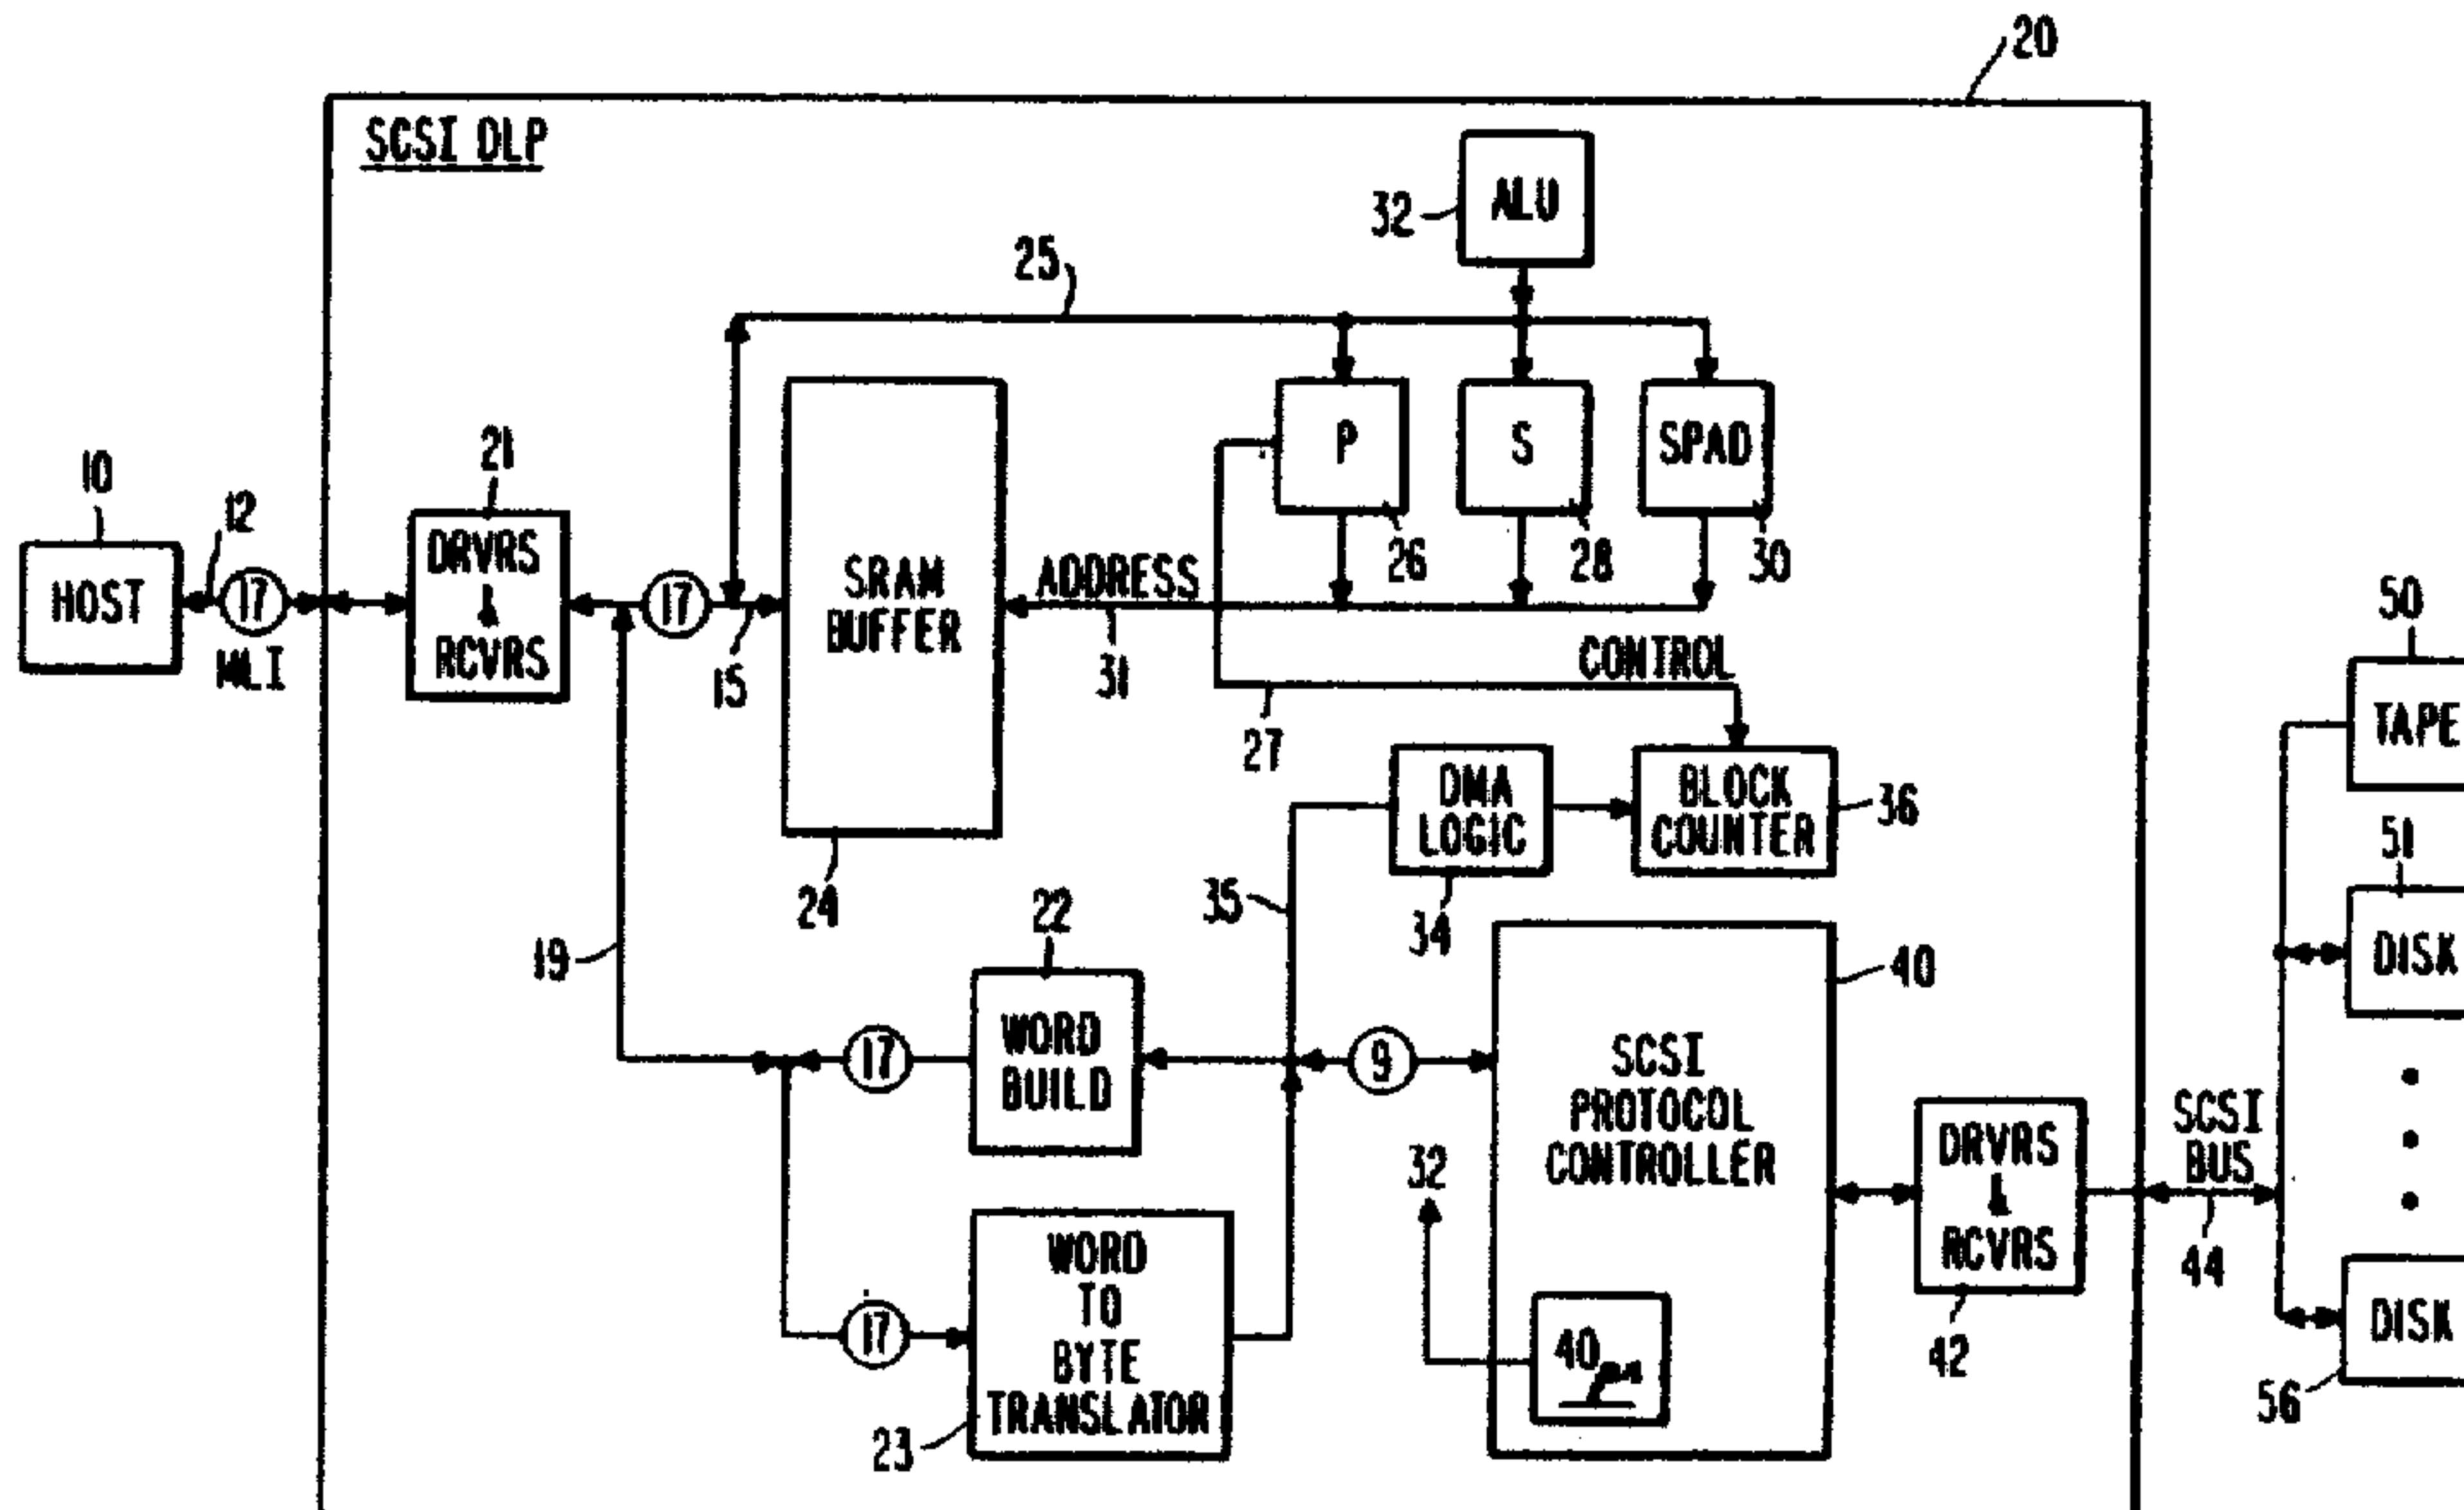 20
SCSI DLP
32
ALU
25
P
S
SPAD
26
28
30
10
12
HOST
17
MLI
21
DRVRS
&
RCVRS
17
15
SRAM
BUFFER
24
ADDRESS
31
CONTROL
27
DMA
LOGIC
34
BLOCK
COUNTER
36
35
19
22
WORD
BUILD
17
9
17
WORD
TO
BYTE
TRANSLATOR
23
40
SCSI
PROTOCOL
CONTROLLER
32
DRVRS
&
RCVRS
42
SCSI
BUS
44
50
TAPE
51
DISK
DISK
56